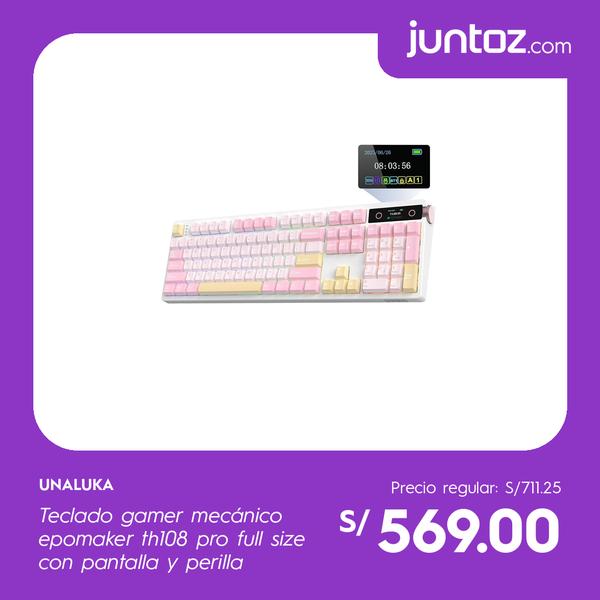 juntoz.com
2025/06/26
08:03:56
UNALUKA
Teclado gamer mecánico
epomaker th108 pro full size
con pantalla y perilla
Precio regular: S/711.25
S/ 569.00